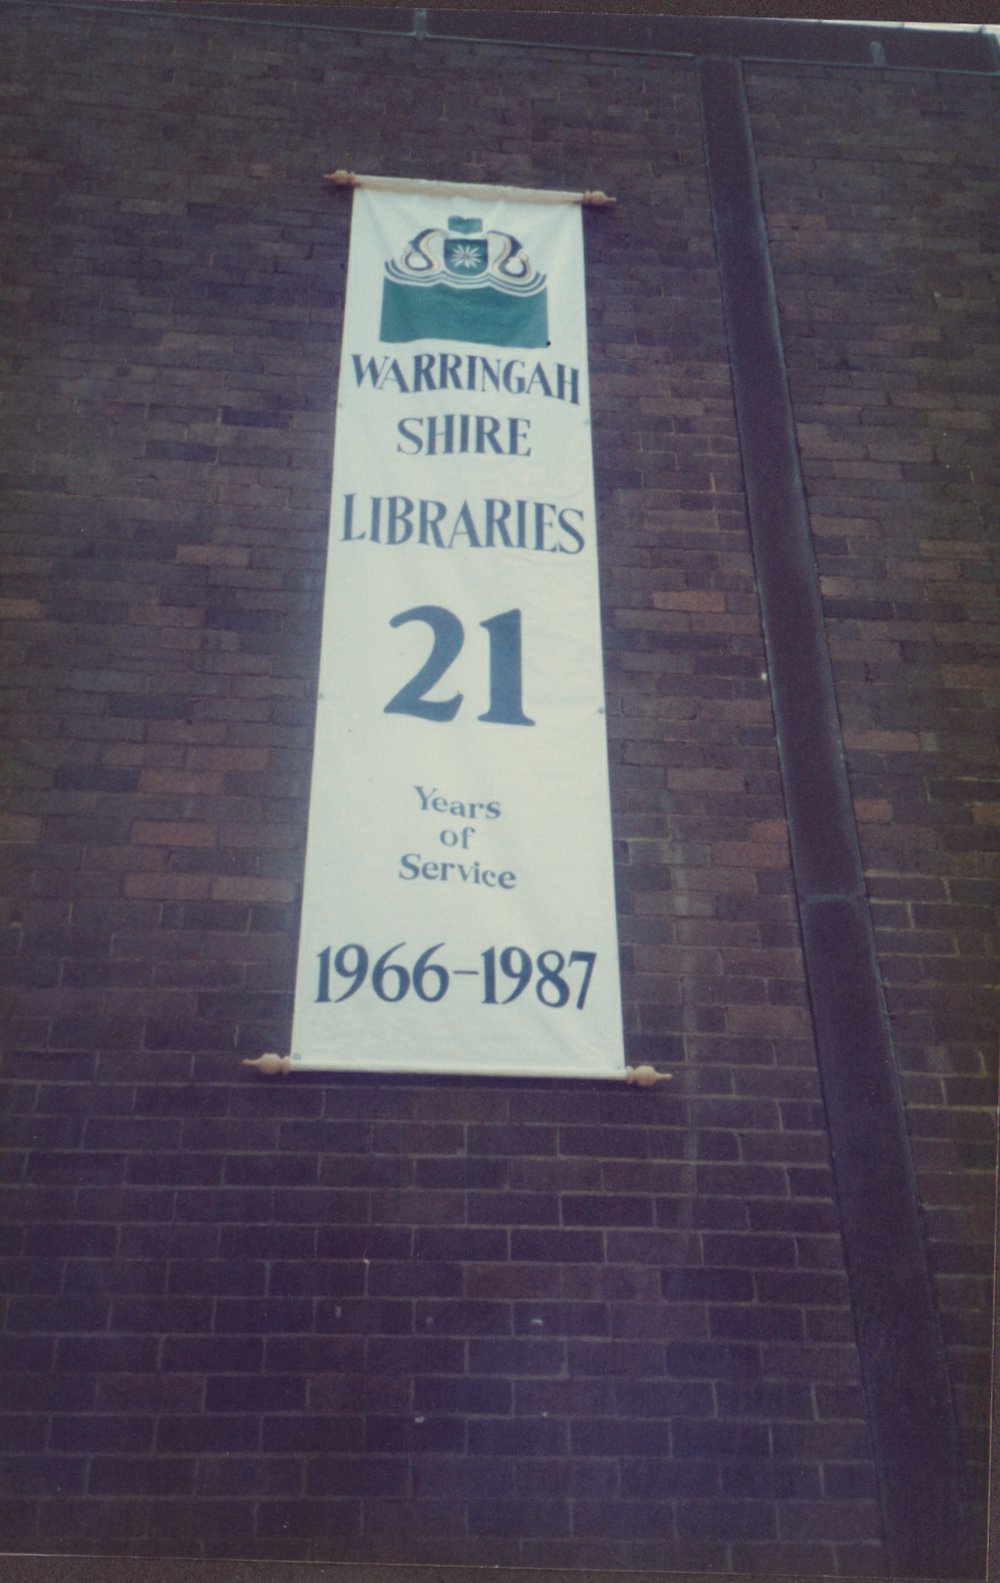 WARRINGAH
SHIRE
LIBRARIES
21
Years
of
Service
1966-1987